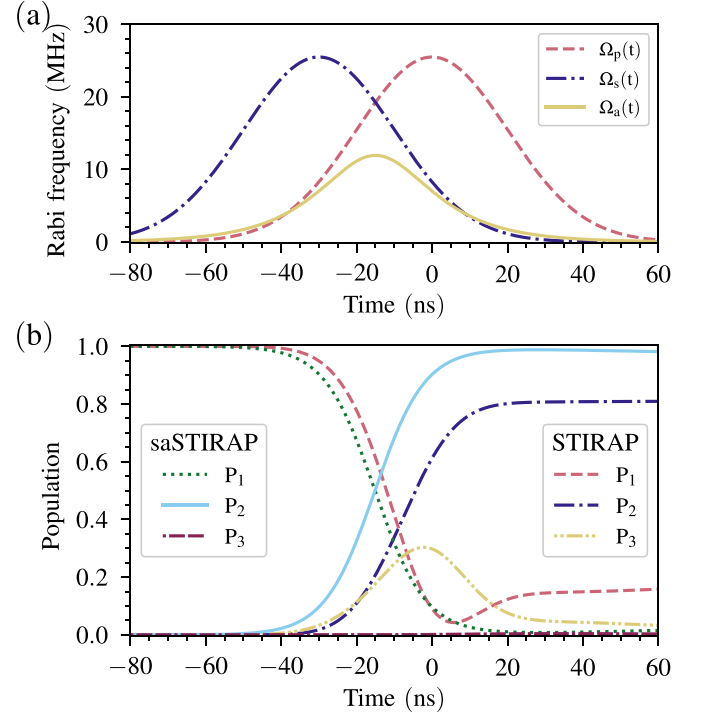 (a)
Rabi frequency (MHz)
30
20
10
0
Ωₚ(t)
Ωₛ(t)
Ωₐ(t)
−80 −60 −40 −20 0 20 40 60
Time (ns)
(b)
Population
1.0
0.8
0.6
0.4
0.2
0.0
saSTIRAP
P₁
P₂
P₃
STIRAP
P₁
P₂
P₃
−80 −60 −40 −20 0 20 40 60
Time (ns)